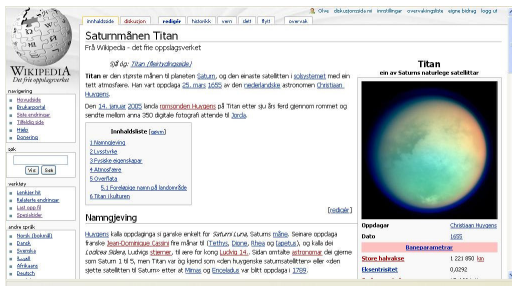 Olve diskusjonssida mi innstillingar overvakingsliste eigne bidrag logg ut
innhaldsside diskusjon redigér historikk vern slett flytt overvak
WIKIPEDIA
Det frie oppslagsverket
Saturnmånen Titan
Frå Wikipedia - det frie oppslagsverket
Sjå òg: Titan (fleirtydingsside)
Titan er den største månen til planeten Saturn, og den einaste satellitten i solsystemet med ein
tett atmosfære. Han vart oppdaga 25. mars 1655 av den nederlandske astronomen Christiaan
Huygens.
Den 14. januar 2005 landa romsonden Huygens på Titan etter sju års ferd gjennom rommet og
sendte mellom anna 350 digitale fotografi attende til Jorda.
Innhaldsliste [gøym]
1 Namngjeving
2 Lysstyrke
3 Fysiske eigenskapar
4 Atmosfære
5 Overflata
5.1 Foreløpige namn på landområde
6 Titan i kulturen
[redigér]
Namngjeving
Huygens kalla oppdaginga si ganske enkelt for Saturni Luna, Saturns måne. Seinare oppdaga
franske Jean-Dominique Cassini fire månar til (Tethys, Dione, Rhea og Iapetus), og kalla dei
Lodicea Sidera, Ludvigs stjerner, til ære for kong Ludvig 14.. Sidan omtalte astronomar dei gjerne
som Saturn 1 til 5, men Titan var òg kjend som «den huygenske saturnsatellitten» eller «den
sjette satellitten til Saturn» etter at Mimas og Enceladus var blitt oppdaga i 1789.
Titan
ein av Saturns naturlege satellittar
Oppdagar Christiaan Huygens
Dato 1655
Baneparametrar
Store halvakse 1 221 850 km
Eksentrisitet 0,0292
navigering
Hovudside
Brukarportal
Siste endringar
Tilfeldig side
Hjelp
Donering
søk
Vis Søk
verktøy
Lenkjer hit
Relaterte endringar
Last opp fil
Spesialsider
andre språk
Norsk (bokmål)
Dansk
Svenska
Afrikaans
Deutsch